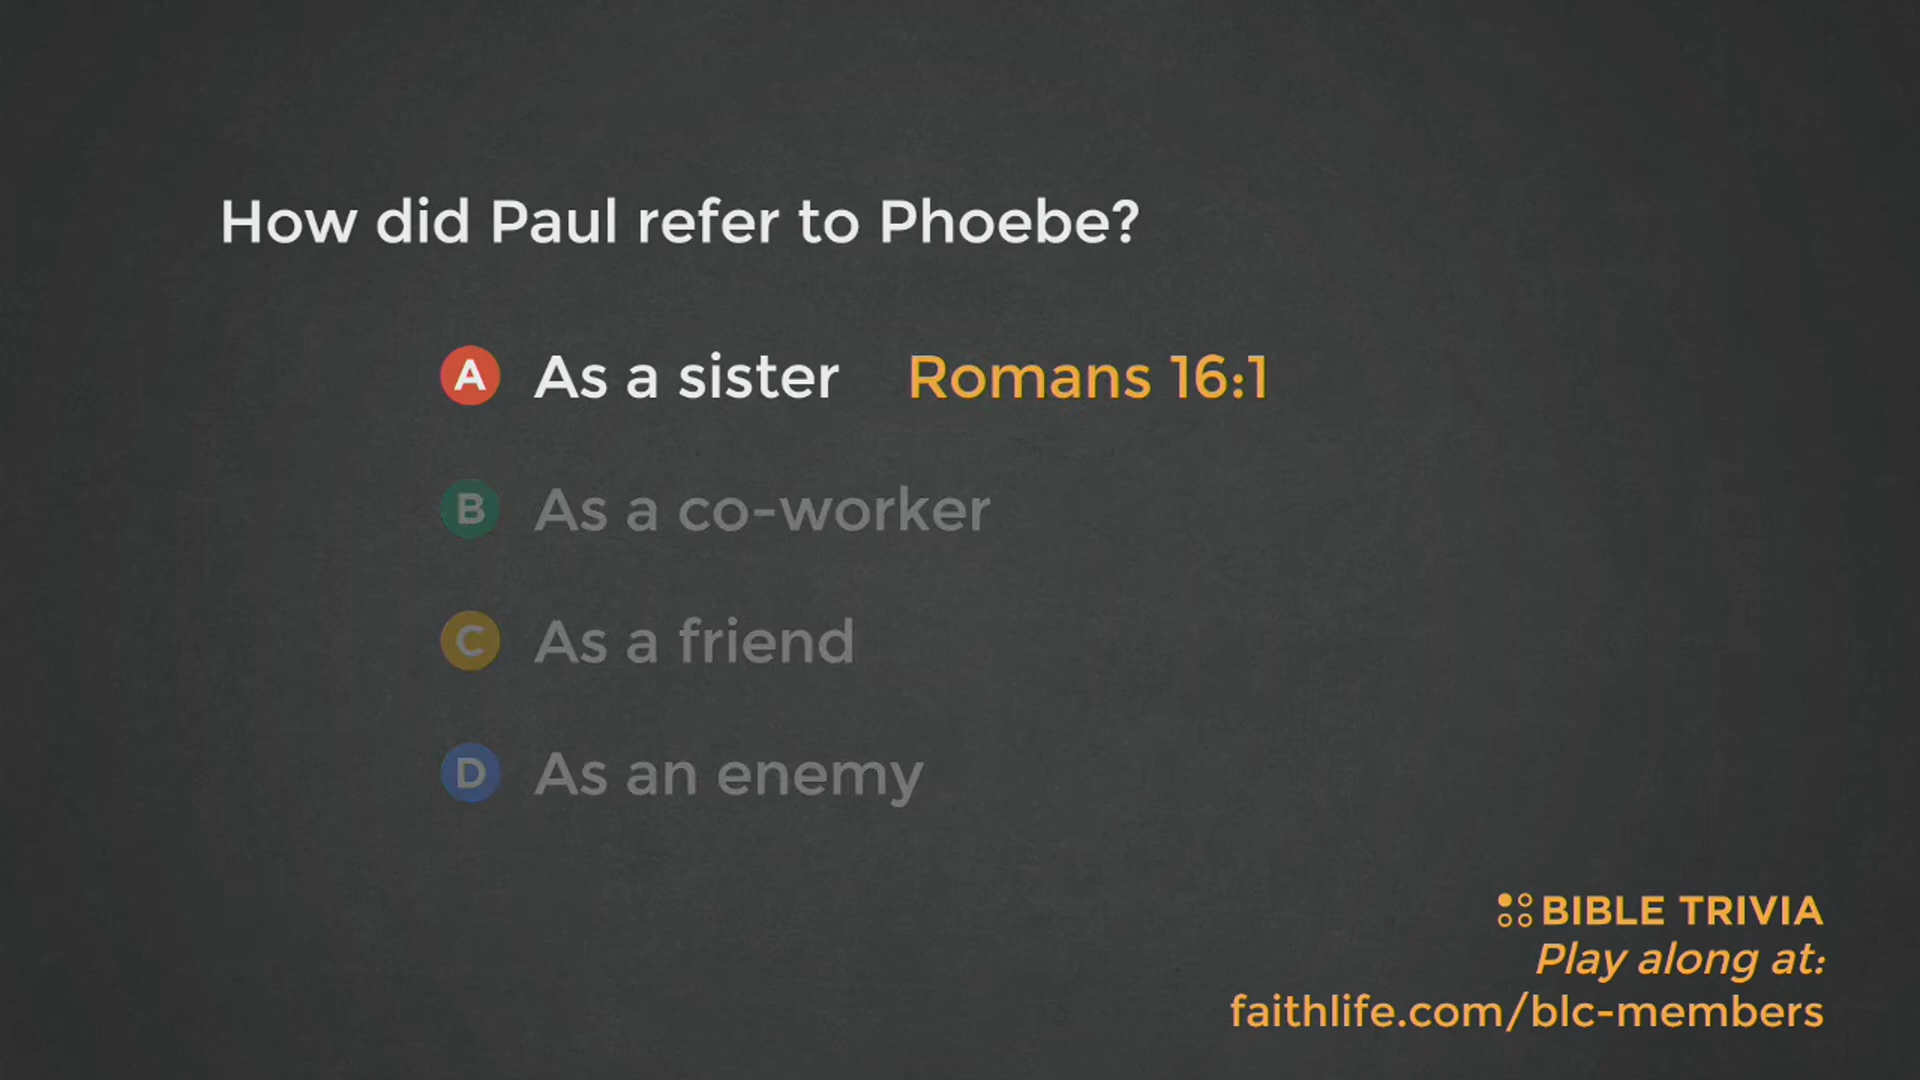 How did Paul refer to Phoebe?
A As a sister Romans 16:1
B As a co-worker
C As a friend
D As an enemy
BIBLE TRIVIA
Play along at:
faithlife.com/blc-members